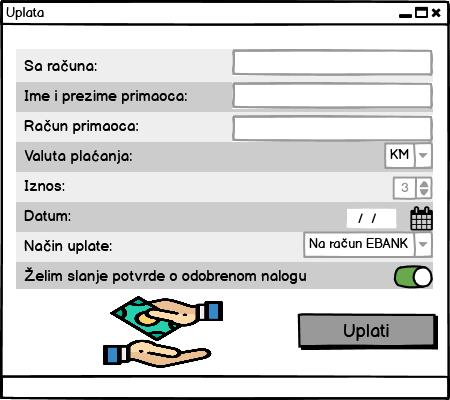 Uplata
Sa računa:
Ime i prezime primaoca:
Račun primaoca:
Valuta plaćanja: KM
Iznos: 3
Datum: / /
Način uplate: Na račun EBANK
Želim slanje potvrde o odobrenom nalogu
Uplati